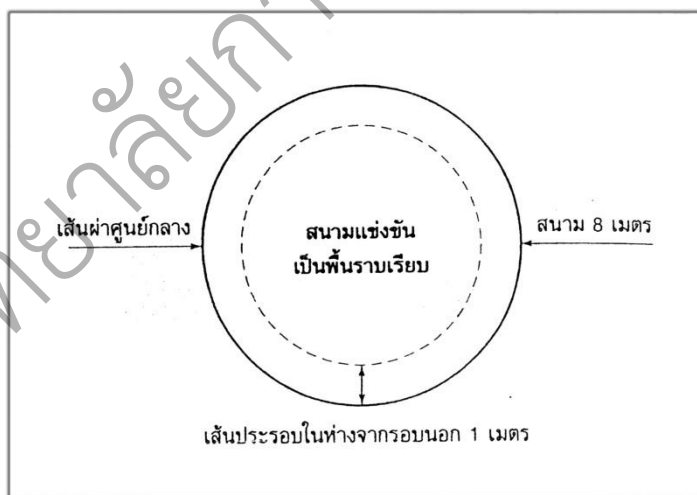 เส้นผ่าศูนย์กลาง
สนามแข่งขัน
เป็นพื้นราบเรียบ
สนาม 8 เมตร
เส้นประรอบในห่างจากรอบนอก 1 เมตร